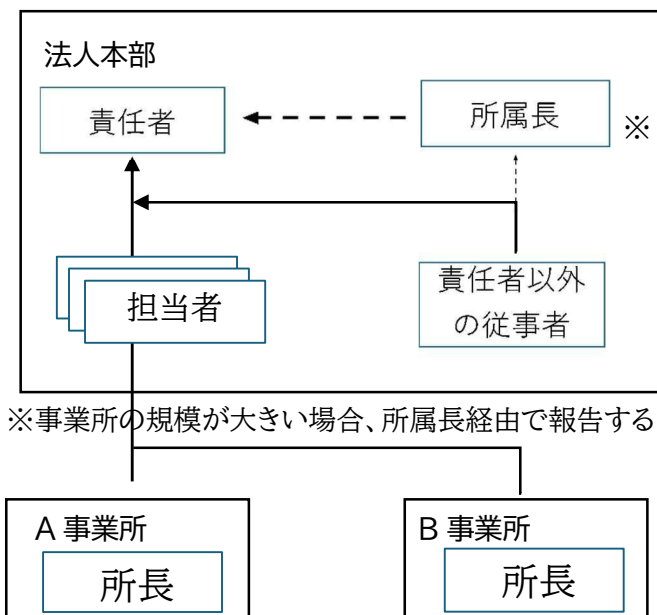 法人本部
責任者
所属長
※
担当者
責任者以外
の従事者
※事業所の規模が大きい場合、所属長経由で報告する
A 事業所
所長
B 事業所
所長